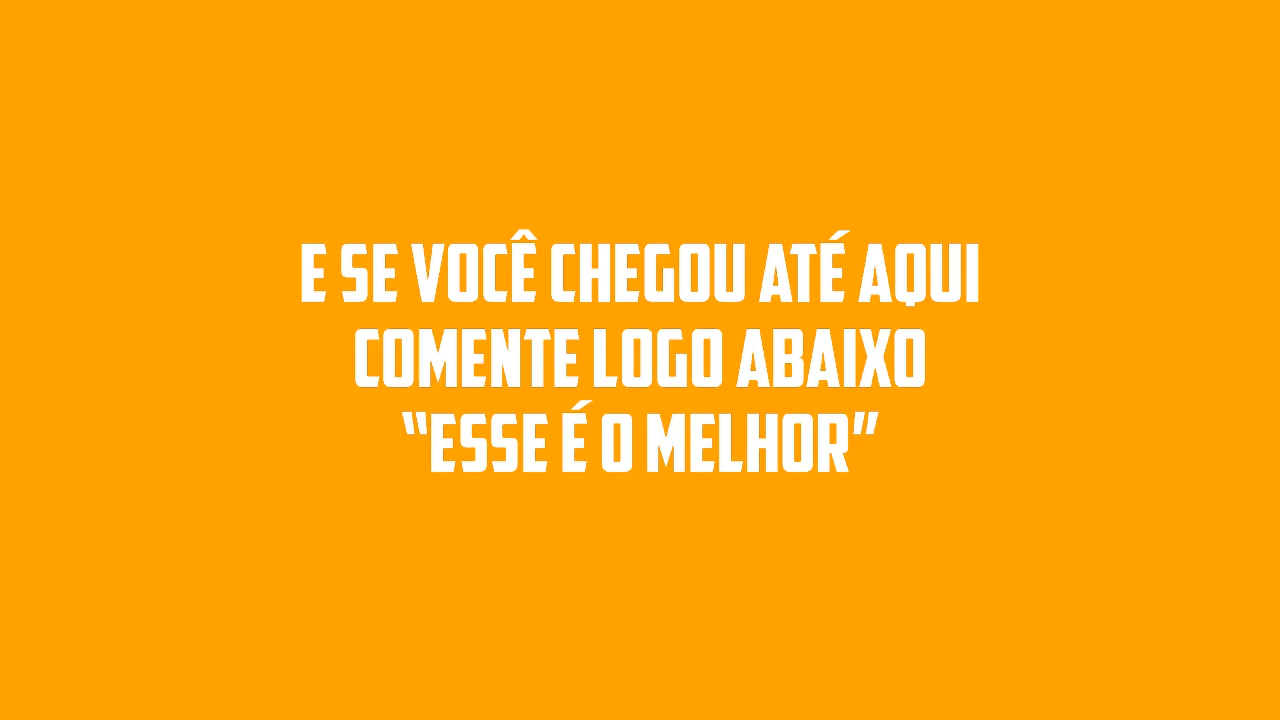 E SE VOCÊ CHEGOU ATÉ AQUI
COMENTE LOGO ABAIXO
“ESSE É O MELHOR”